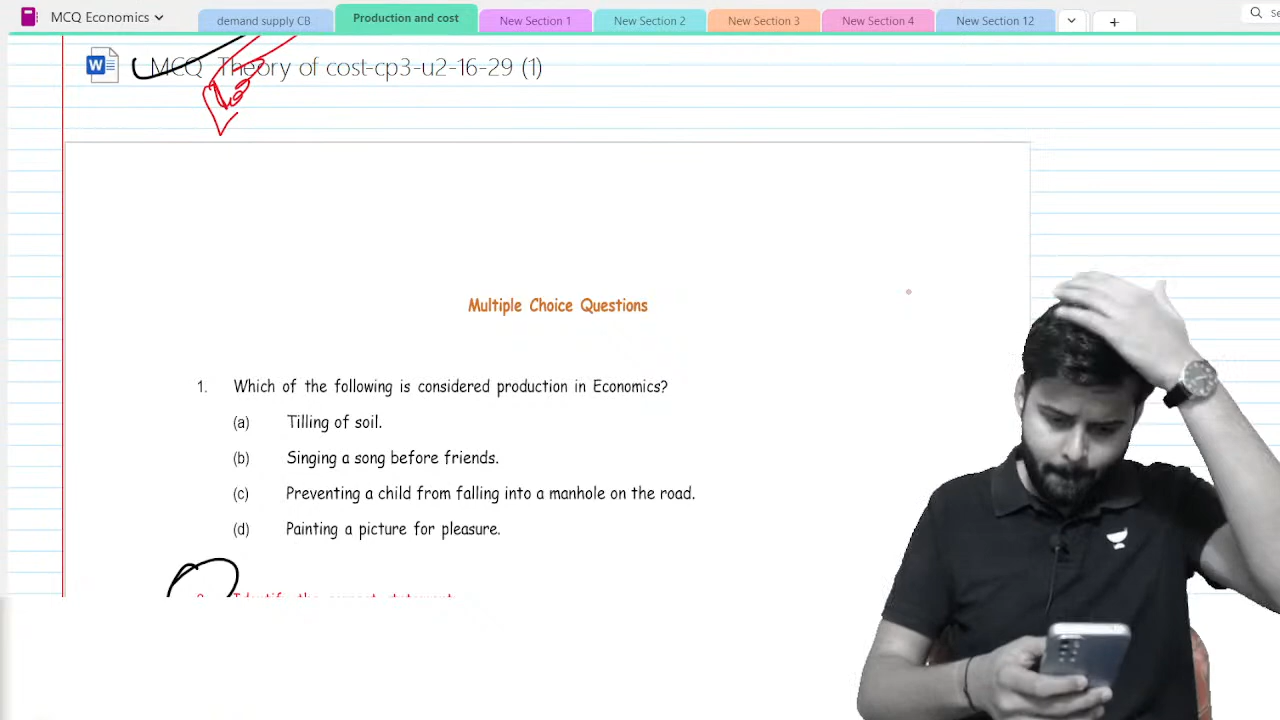 MCQ Economics
demand supply CB
Production and cost
New Section 1
New Section 2
New Section 3
New Section 4
New Section 12
+
MCQ Theory of cost-cp3-u2-16-29 (1)
Multiple Choice Questions
1. Which of the following is considered production in Economics?
(a) Tilling of soil.
(b) Singing a song before friends.
(c) Preventing a child from falling into a manhole on the road.
(d) Painting a picture for pleasure.